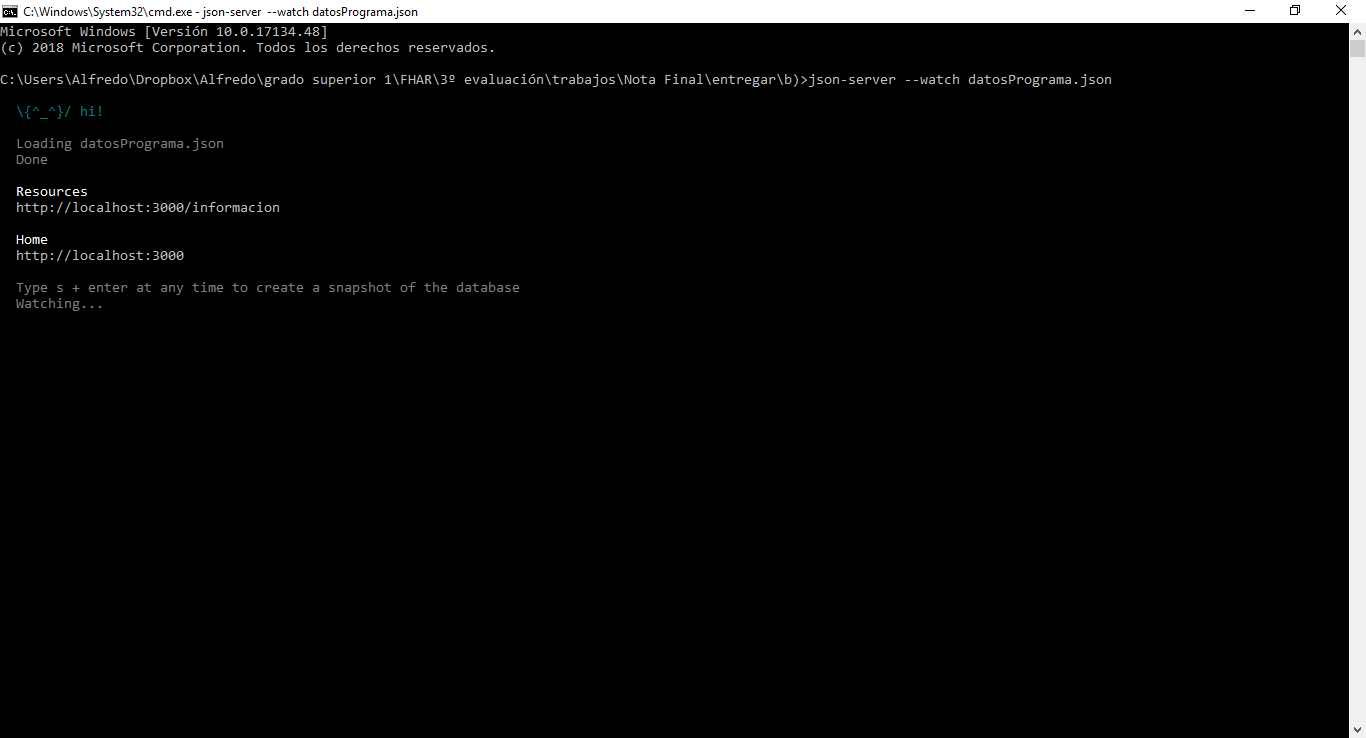 C:\Windows\System32\cmd.exe - json-server  --watch datosPrograma.json
Microsoft Windows [Versión 10.0.17134.48]
(c) 2018 Microsoft Corporation. Todos los derechos reservados.
C:\Users\Alfredo\Dropbox\Alfredo\grado superior 1\FHAR\3º evaluación\trabajos\Nota Final\entregar\b)>json-server --watch datosPrograma.json
\{^_^}/ hi!
Loading datosPrograma.json
Done
Resources
http://localhost:3000/informacion
Home
http://localhost:3000
Type s + enter at any time to create a snapshot of the database
Watching...